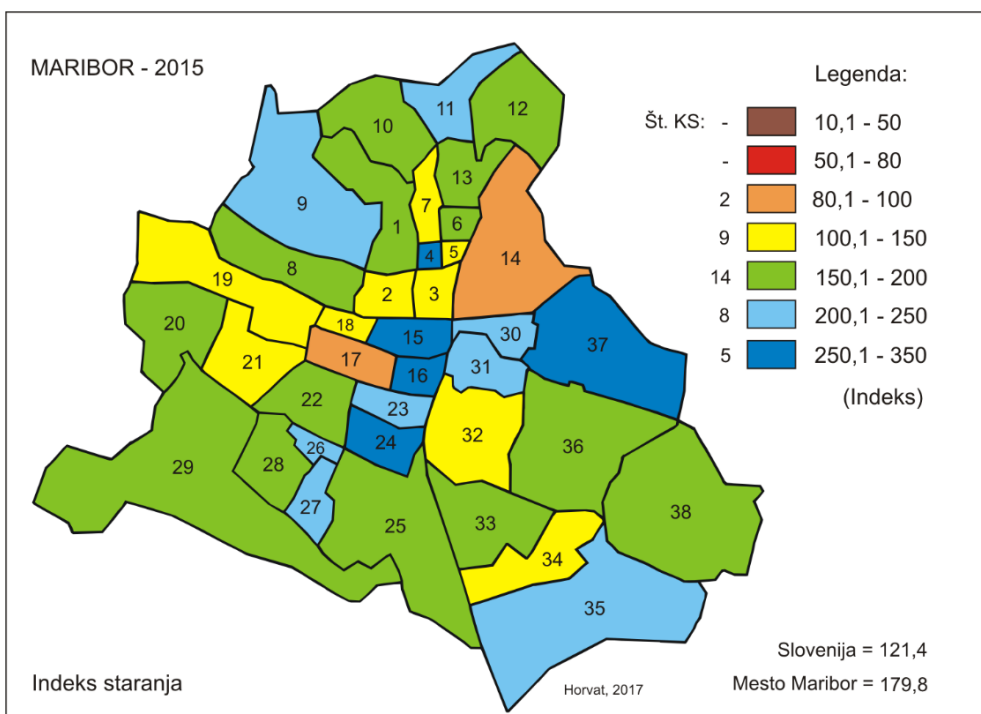 MARIBOR - 2015
Legenda:
Št. KS: - 10,1 - 50
- 50,1 - 80
2 80,1 - 100
9 100,1 - 150
14 150,1 - 200
8 200,1 - 250
5 250,1 - 350
(Indeks)
11
12
10
13
7
9
1
6
5
4
14
8
19
2
3
18
15
30
37
20
17
16
31
21
22
23
32
26
24
36
29
28
27
25
33
38
34
35
Slovenija = 121,4
Mesto Maribor = 179,8
Indeks staranja
Horvat, 2017